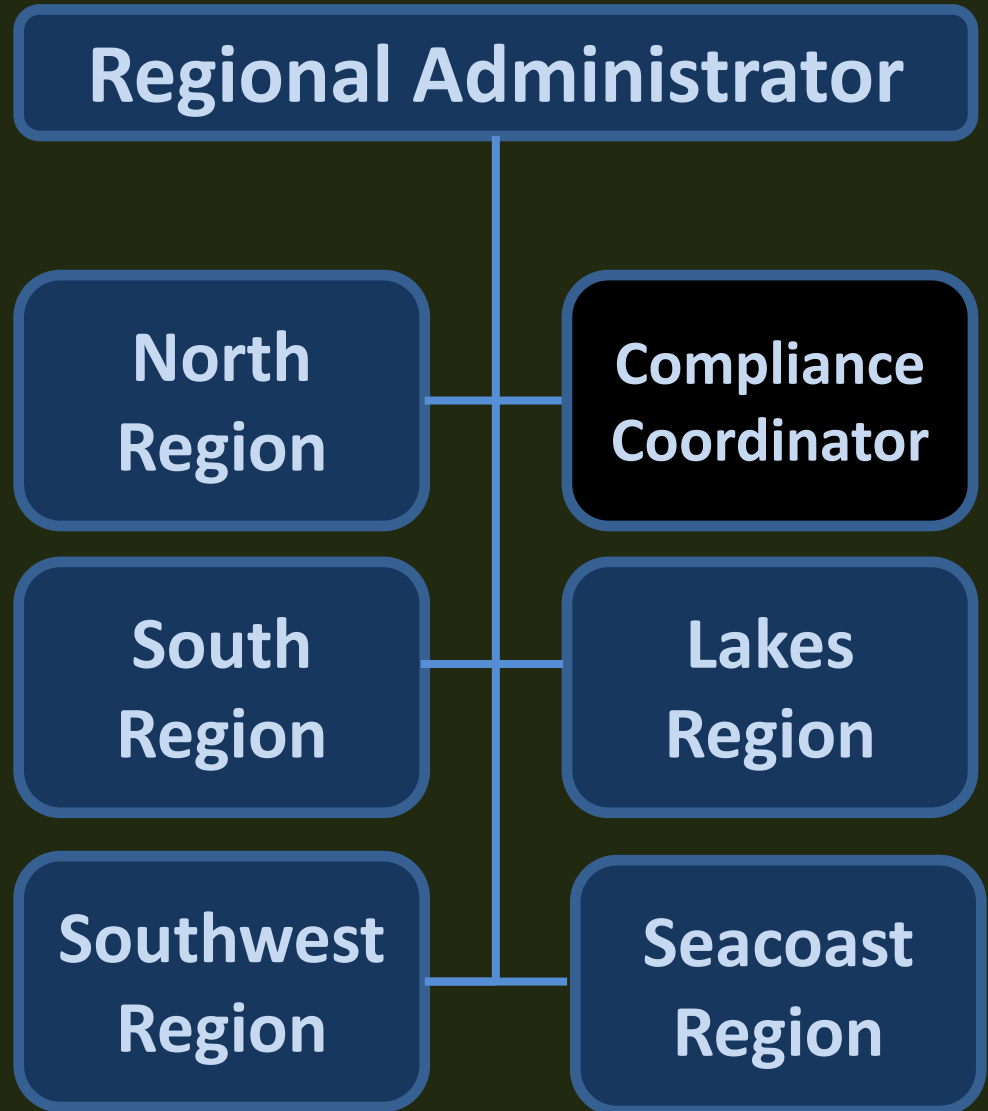 Regional Administrator
North
Region
Compliance
Coordinator
South
Region
Lakes
Region
Southwest
Region
Seacoast
Region